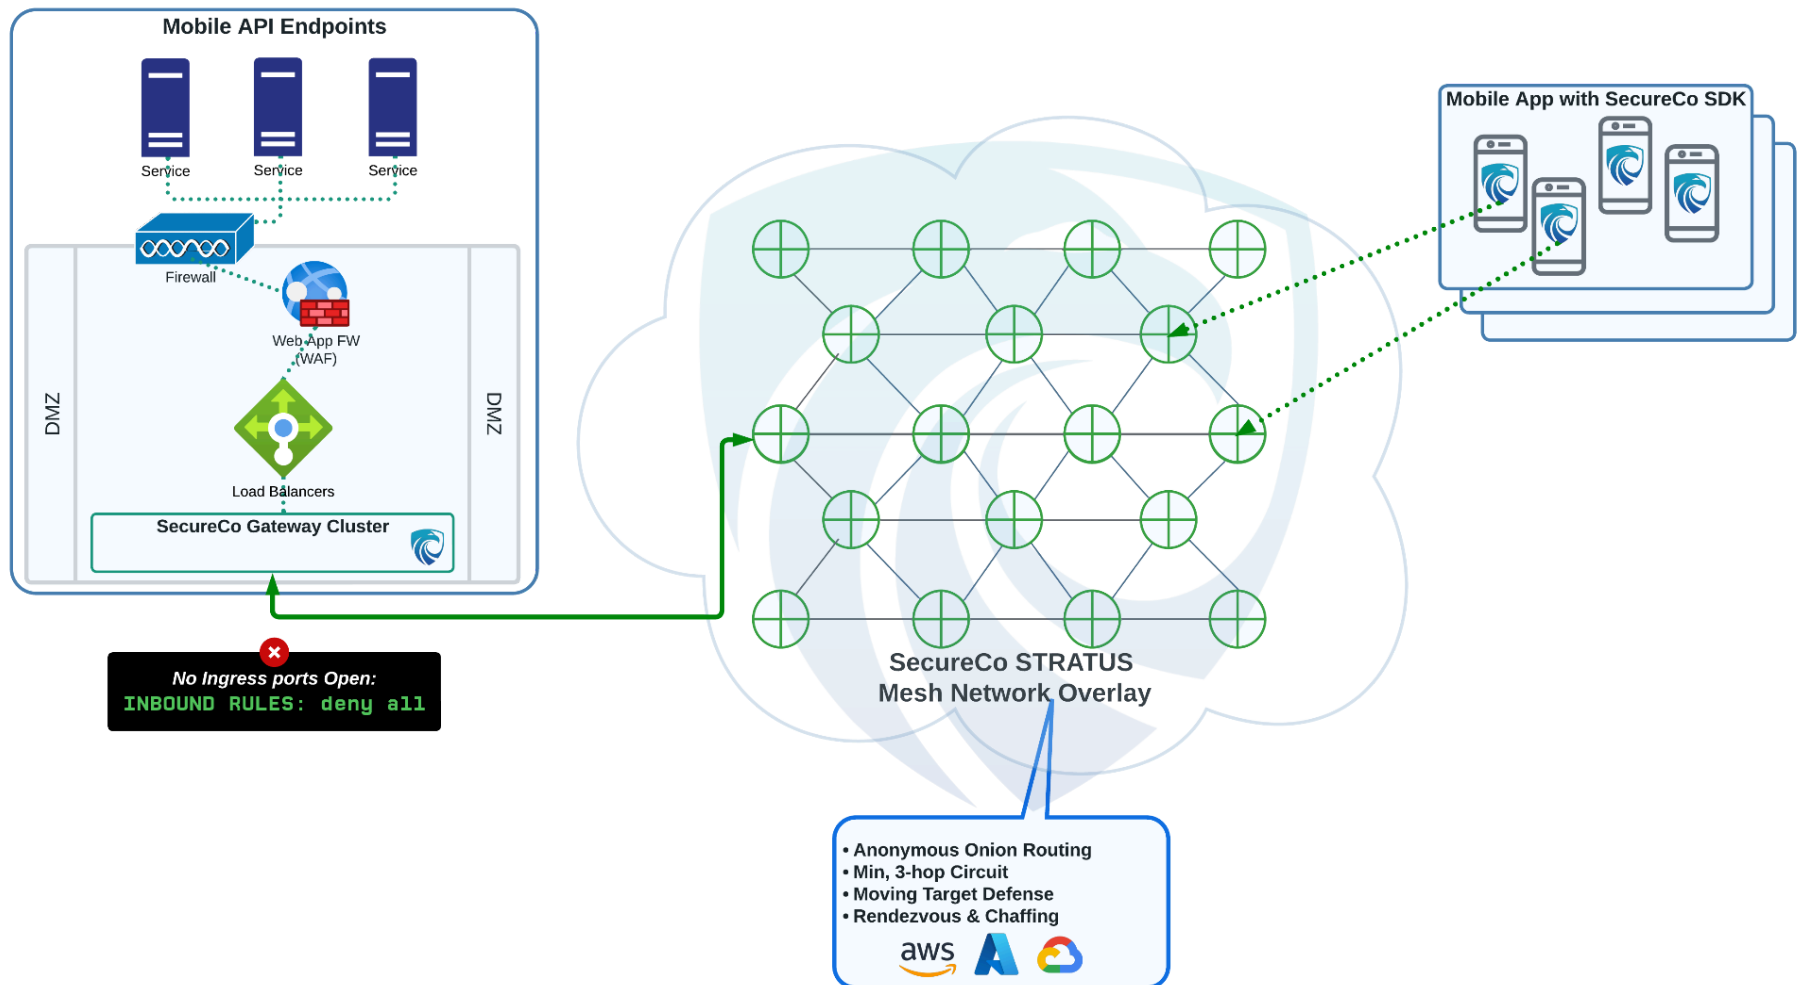 Mobile API Endpoints
Service
Service
Service
Firewall
Web App FW
(WAF)
DMZ
DMZ
Load Balancers
SecureCo Gateway Cluster
No Ingress ports Open:
INBOUND RULES: deny all
Mobile App with SecureCo SDK
SecureCo STRATUS
Mesh Network Overlay
• Anonymous Onion Routing
• Min, 3-hop Circuit
• Moving Target Defense
• Rendezvous & Chaffing
aws